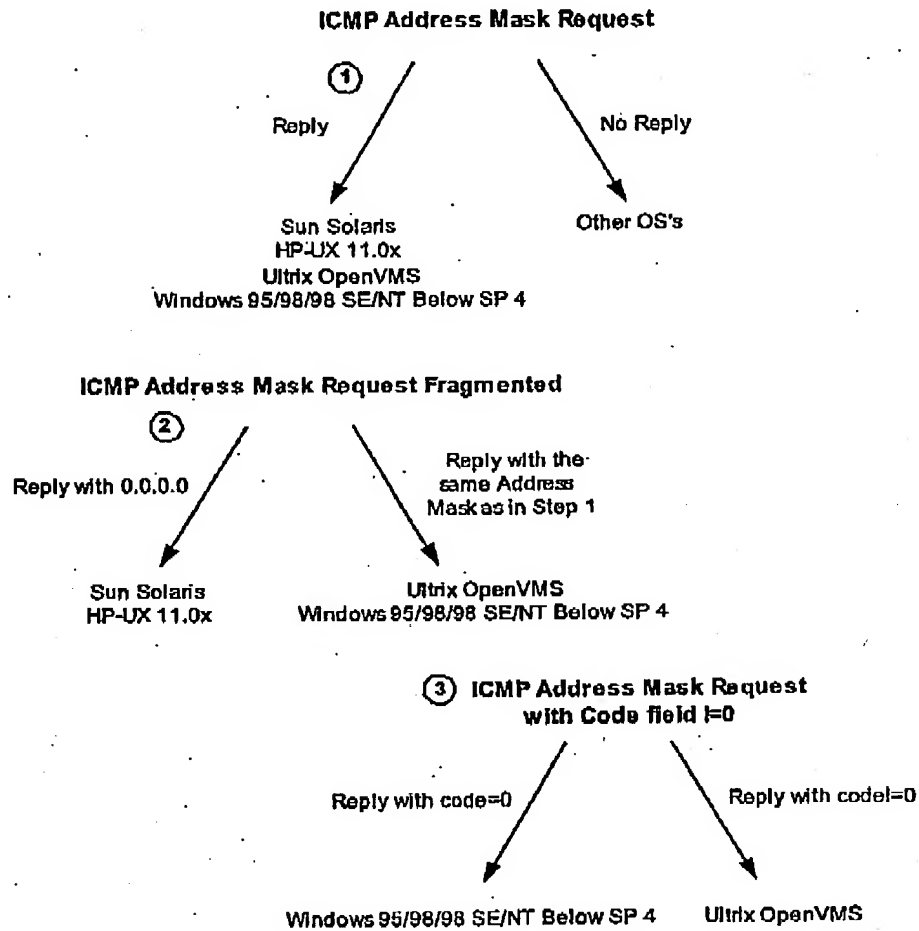 ICMP Address Mask Request
1
Reply
No Reply
Sun Solaris
HP-UX 11.0x
Ultrix OpenVMS
Windows 95/98/98 SE/NT Below SP 4
Other OS's
ICMP Address Mask Request Fragmented
2
Reply with 0.0.0.0
Reply with the
same Address
Mask as in Step 1
Sun Solaris
HP-UX 11.0x
Ultrix OpenVMS
Windows 95/98/98 SE/NT Below SP 4
3 ICMP Address Mask Request
with Code field !=0
Reply with code=0
Reply with code!=0
Windows 95/98/98 SE/NT Below SP 4
Ultrix OpenVMS